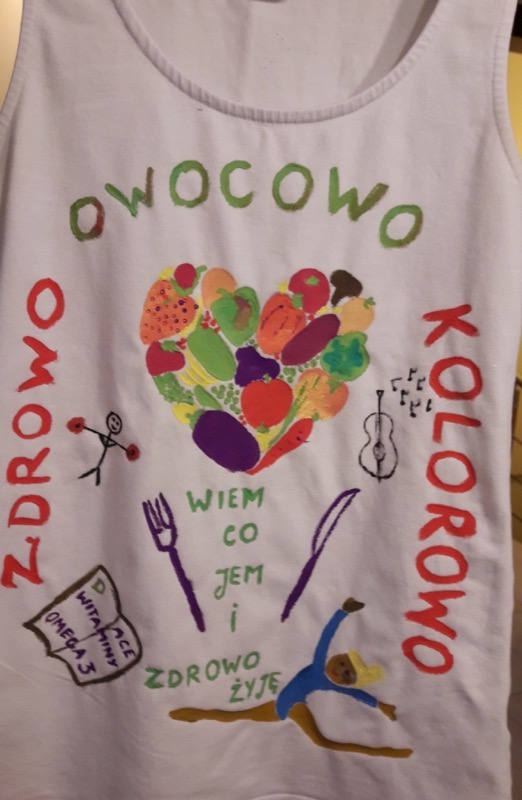 OWOCOWO
ZDROWO
KOLOROWO
WIEM
CO
JEM
i
ZDROWO
ŻYJĘ
D ACE
WITAMINY
OMEGA 3